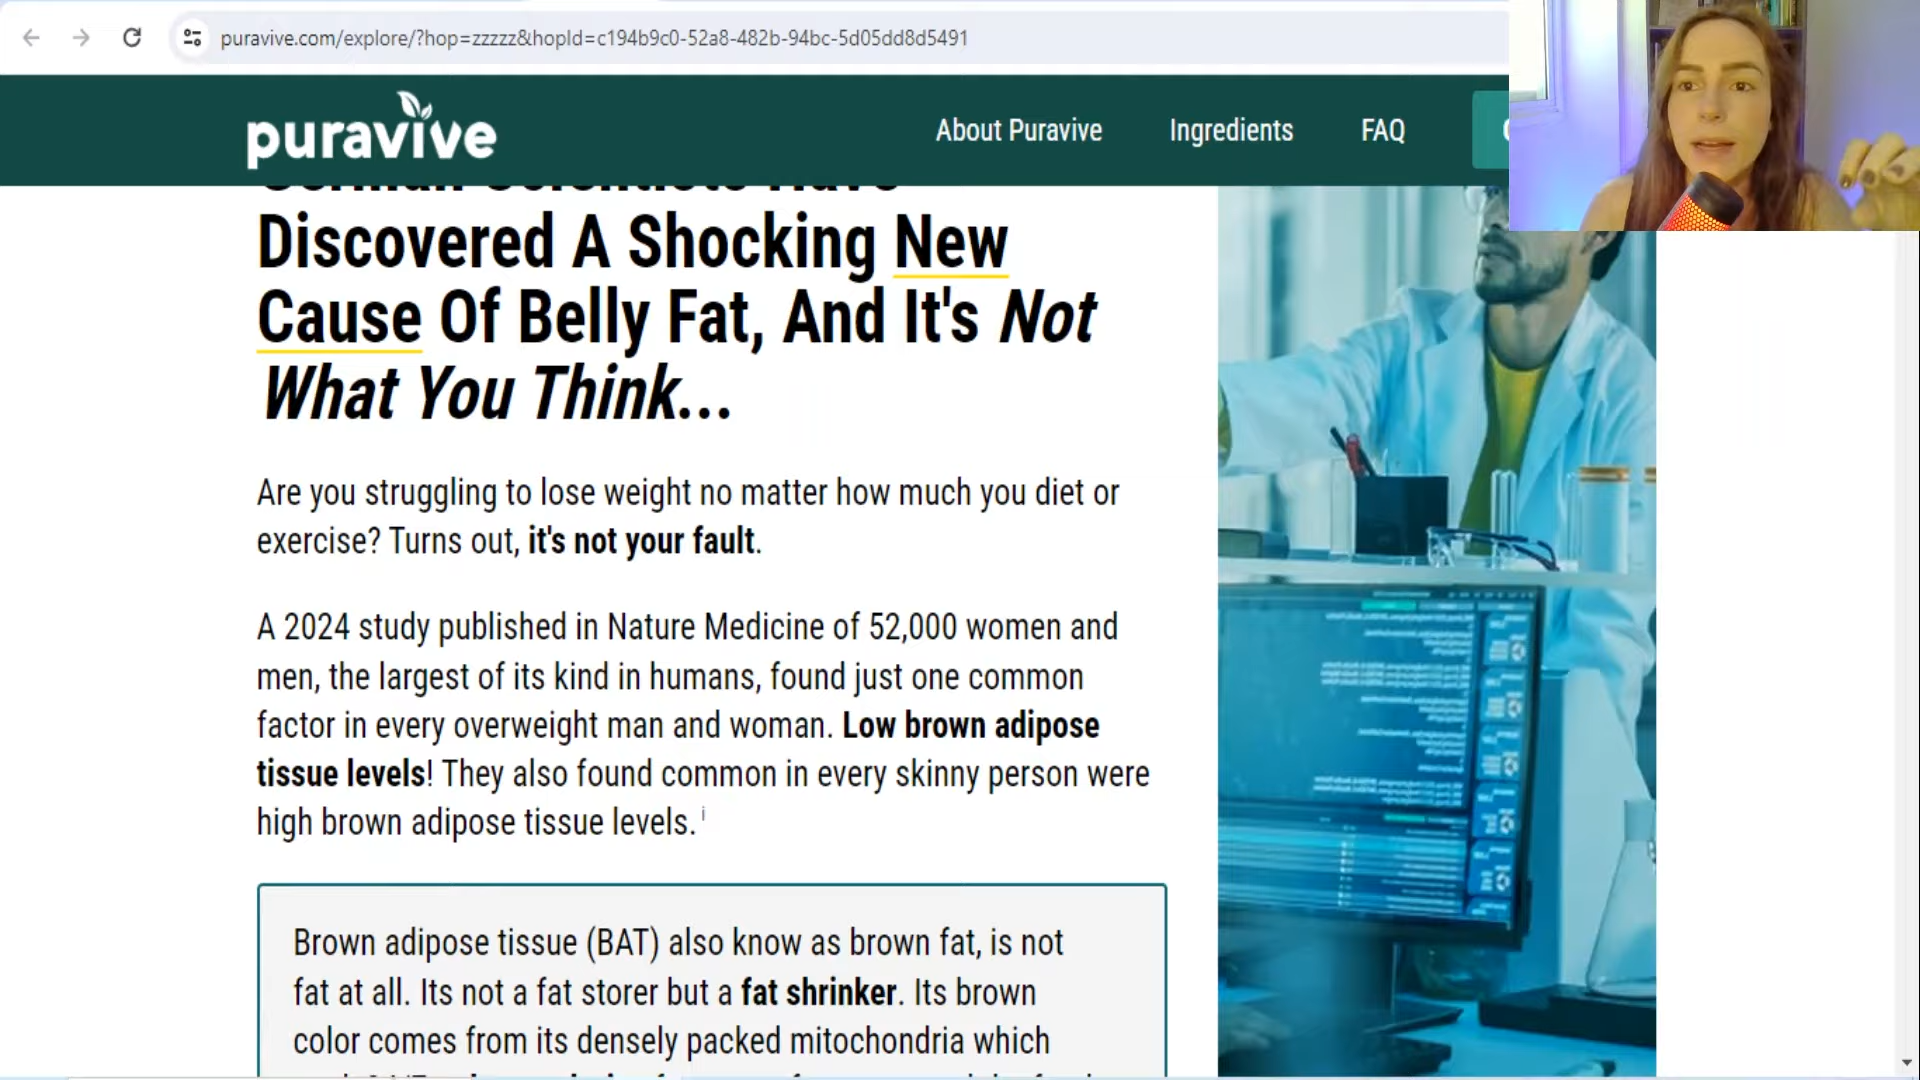 puravive.com/explore/?hop=zzzzz&hopId=c194b9c0-52a8-482b-94bc-5d05dd8d5491
puravive
About Puravive
Ingredients
FAQ
Discovered A Shocking New
Cause Of Belly Fat, And It's Not
What You Think...
Are you struggling to lose weight no matter how much you diet or
exercise? Turns out, it's not your fault.
A 2024 study published in Nature Medicine of 52,000 women and
men, the largest of its kind in humans, found just one common
factor in every overweight man and woman. Low brown adipose
tissue levels! They also found common in every skinny person were
high brown adipose tissue levels. i
Brown adipose tissue (BAT) also know as brown fat, is not
fat at all. Its not a fat storer but a fat shrinker. Its brown
color comes from its densely packed mitochondria which